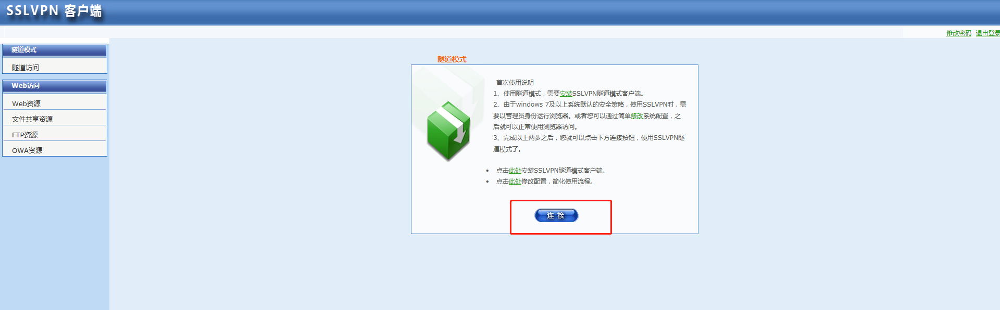 SSLVPN 客户端
修改密码 退出登录
隧道模式
隧道访问
Web访问
Web资源
文件共享资源
FTP资源
OWA资源
隧道模式
首次使用说明
1、使用隧道模式，需要安装SSLVPN隧道模式客户端。
2、由于windows 7及以上系统默认的安全策略，使用SSLVPN时，需
要以管理员身份运行浏览器。或者您可以通过简单修改系统配置，之
后就可以正常使用浏览器访问。
3、完成以上两步之后，您就可以点击下方连接按钮，使用SSLVPN隧
道模式了。
• 点击此处安装SSLVPN隧道模式客户端。
• 点击此处修改配置，简化使用流程。
连 接